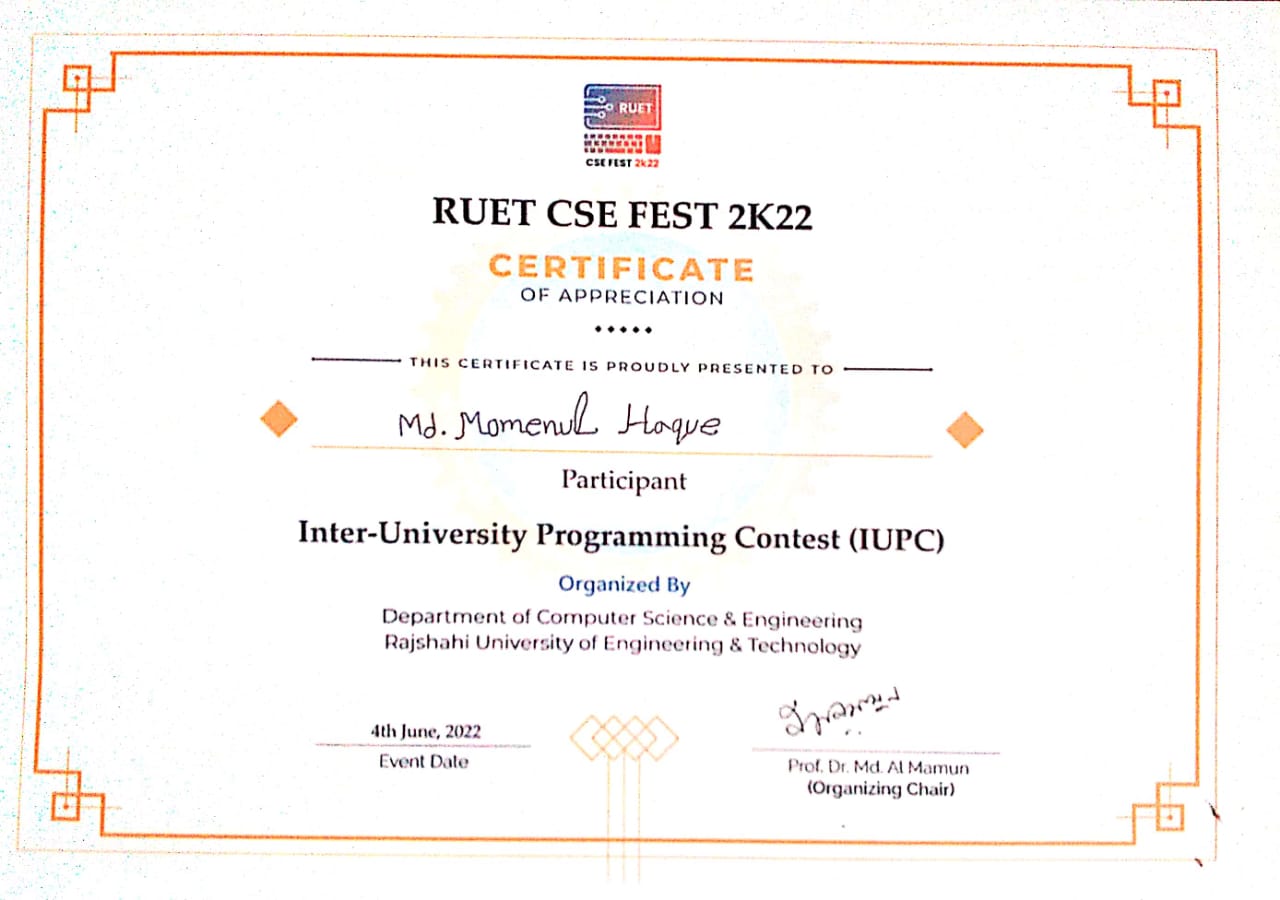 RUET
CSE FEST 2k22
RUET CSE FEST 2K22
CERTIFICATE
OF APPRECIATION
THIS CERTIFICATE IS PROUDLY PRESENTED TO
Md. Momenul Haque
Participant
Inter-University Programming Contest (IUPC)
Organized By
Department of Computer Science & Engineering
Rajshahi University of Engineering & Technology
4th June, 2022
Event Date
Prof. Dr. Md. Al Mamun
(Organizing Chair)